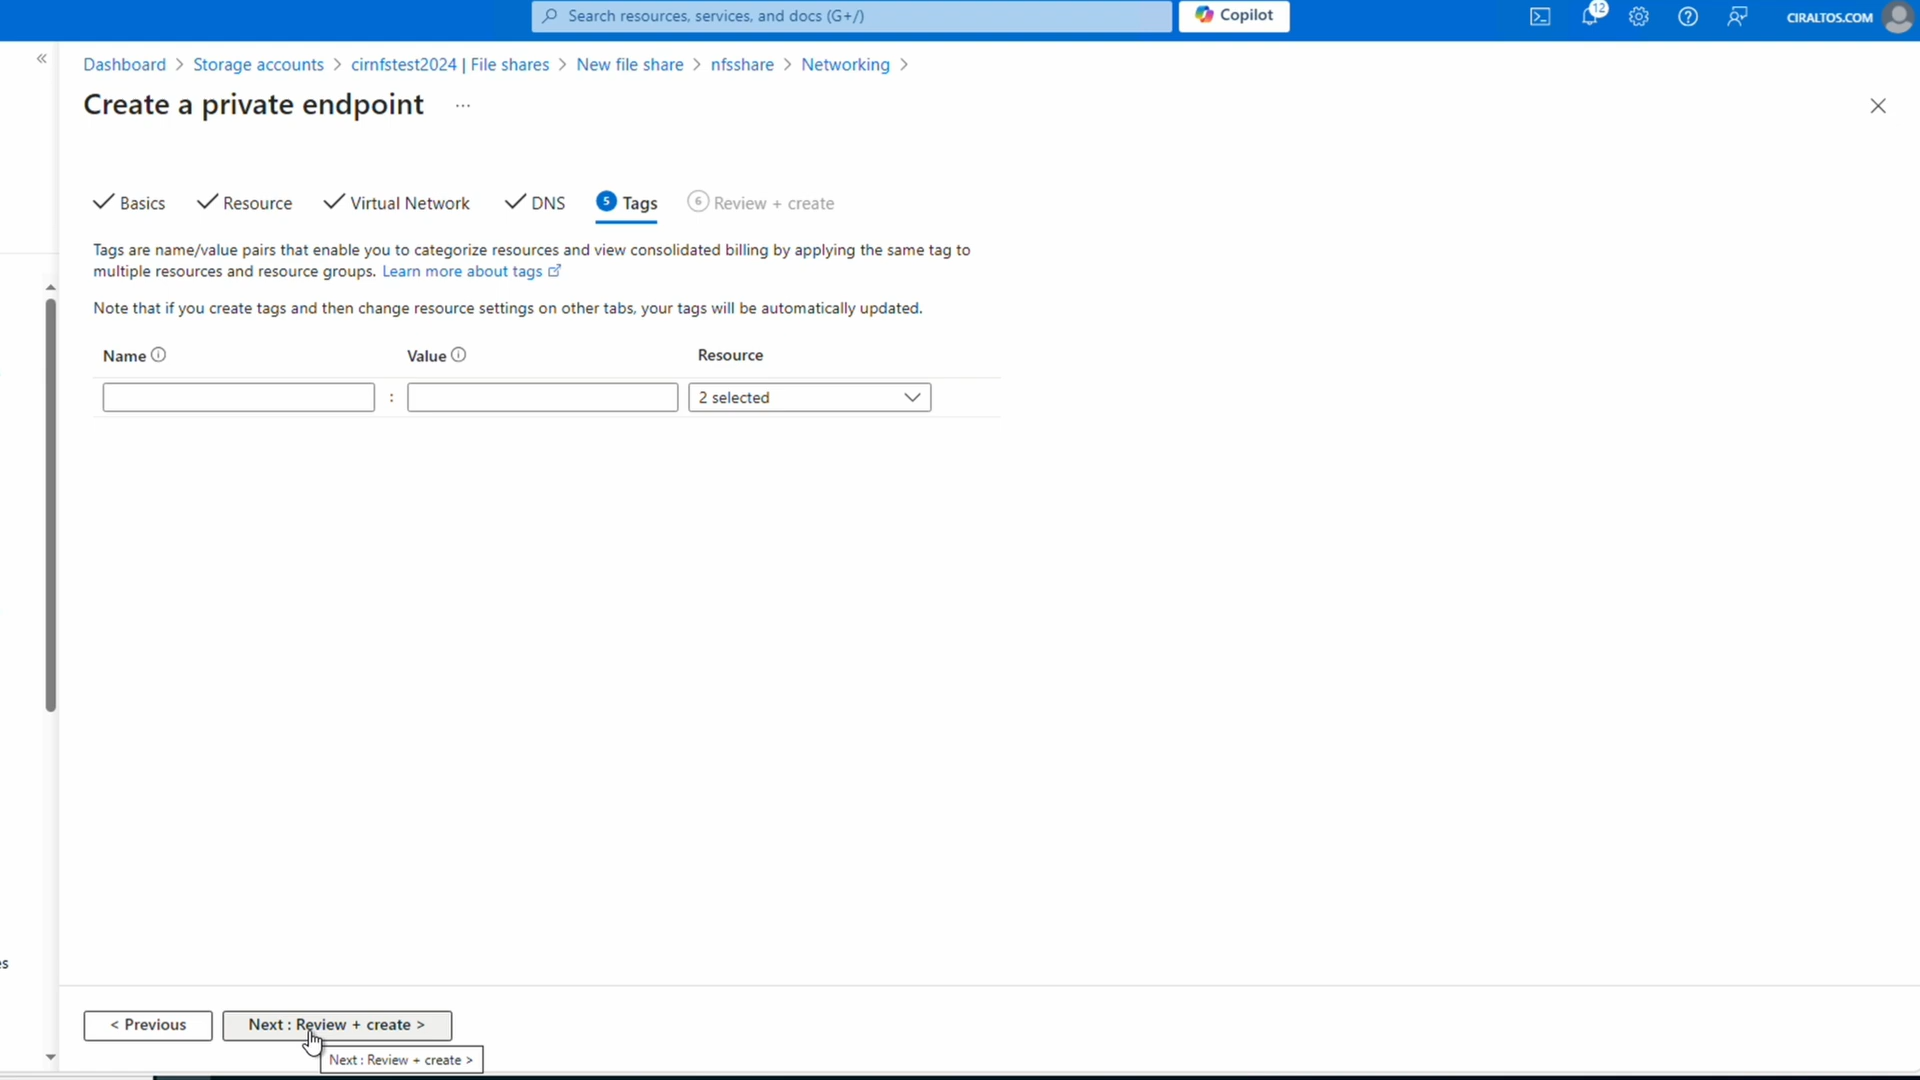 Search resources, services, and docs (G+/)
Copilot
12
CIRALTOS.COM
Dashboard > Storage accounts > cirnfstest2024 | File shares > New file share > nfsshare > Networking >
Create a private endpoint ...
Basics
Resource
Virtual Network
DNS
5 Tags
6 Review + create
Tags are name/value pairs that enable you to categorize resources and view consolidated billing by applying the same tag to
multiple resources and resource groups. Learn more about tags
Note that if you create tags and then change resource settings on other tabs, your tags will be automatically updated.
Name
Value
Resource
:
2 selected
es
< Previous
Next : Review + create >
Next : Review + create >